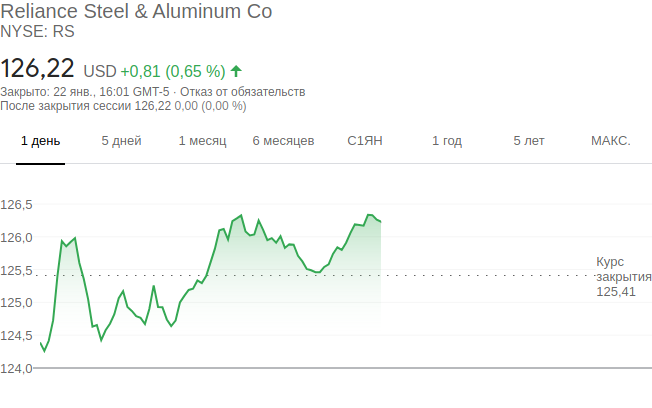 Reliance Steel & Aluminum Co
NYSE: RS
126,22 USD +0,81 (0,65 %)
Закрыто: 22 янв., 16:01 GMT-5 · Отказ от обязательств
После закрытия сессии 126,22 0,00 (0,00 %)
1 день 5 дней 1 месяц 6 месяцев С1ЯН 1 год 5 лет МАКС.
126,5
126,0
125,5
125,0
124,5
124,0
Курс
закрытия
125,41